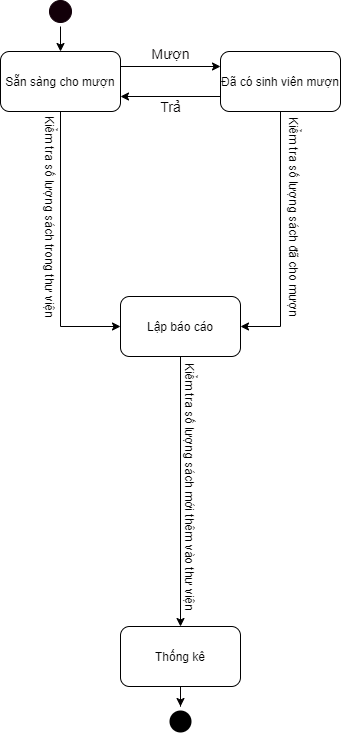 Mượn
Sẵn sàng cho mượn
Đã có sinh viên mượn
Trả
Kiểm tra số lượng sách trong thư viện
Kiểm tra số lượng sách đã cho mượn
Lập báo cáo
Kiểm tra số lượng sách mới thêm vào thư viện
Thống kê